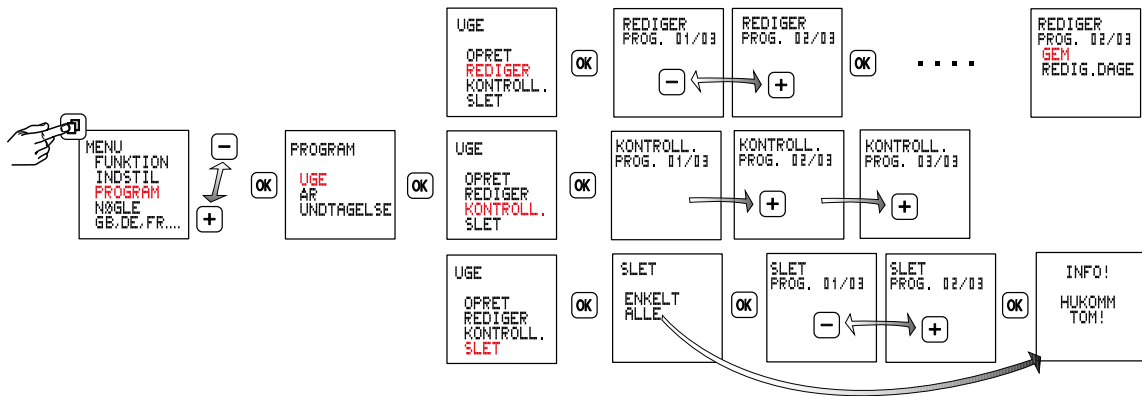 UGE
OPRET
REDIGER
KONTROLL.
SLET
OK
REDIGER
PROG. 01/03
−
REDIGER
PROG. 02/03
+
OK
....
REDIGER
PROG. 02/03
GEM
REDIG.DAGE
MENU
FUNKTION
INDSTIL
PROGRAM
NØGLE
GB,DE,FR....
−
+
OK
PROGRAM
UGE
AR
UNDTAGELSE
OK
UGE
OPRET
REDIGER
KONTROLL.
SLET
OK
KONTROLL.
PROG. 01/03
KONTROLL.
PROG. 02/03
+
KONTROLL.
PROG. 03/03
+
UGE
OPRET
REDIGER
KONTROLL.
SLET
OK
SLET
ENKELT
ALLE
OK
SLET
PROG. 01/03
−
SLET
PROG. 02/03
+
OK
INFO!
HUKOMM
TOM!